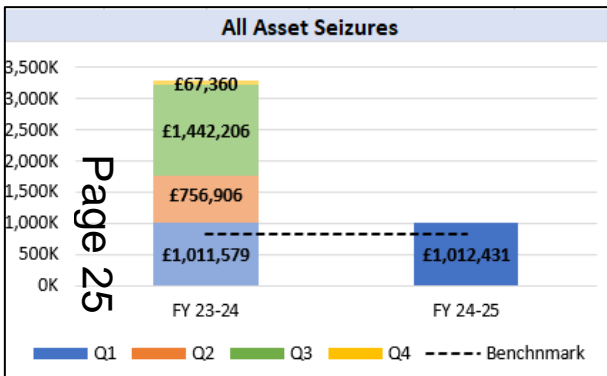 All Asset Seizures
3,500K
3,000K
2,500K
2,000K
1,500K
1,000K
500K
0K
£67,360
£1,442,206
£756,906
£1,011,579
£1,012,431
Page 25
FY 23-24
FY 24-25
Q1
Q2
Q3
Q4
Benchnmark